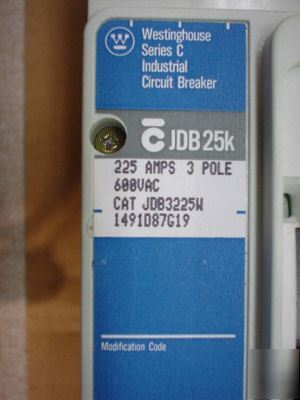 Westinghouse
Series C
Industrial
Circuit Breaker
C JDB 25k
225 AMPS 3 POLE
600VAC
CAT JDB3225W
1491D87G19
Modification Code